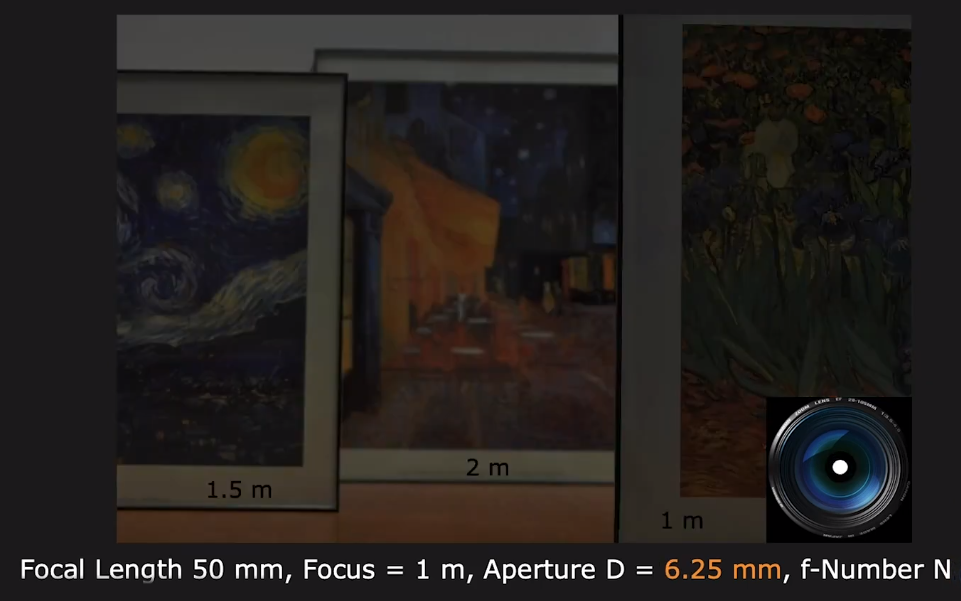 2 m
1.5 m
1 m
Focal Length 50 mm, Focus = 1 m, Aperture D = 6.25 mm, f-Number N